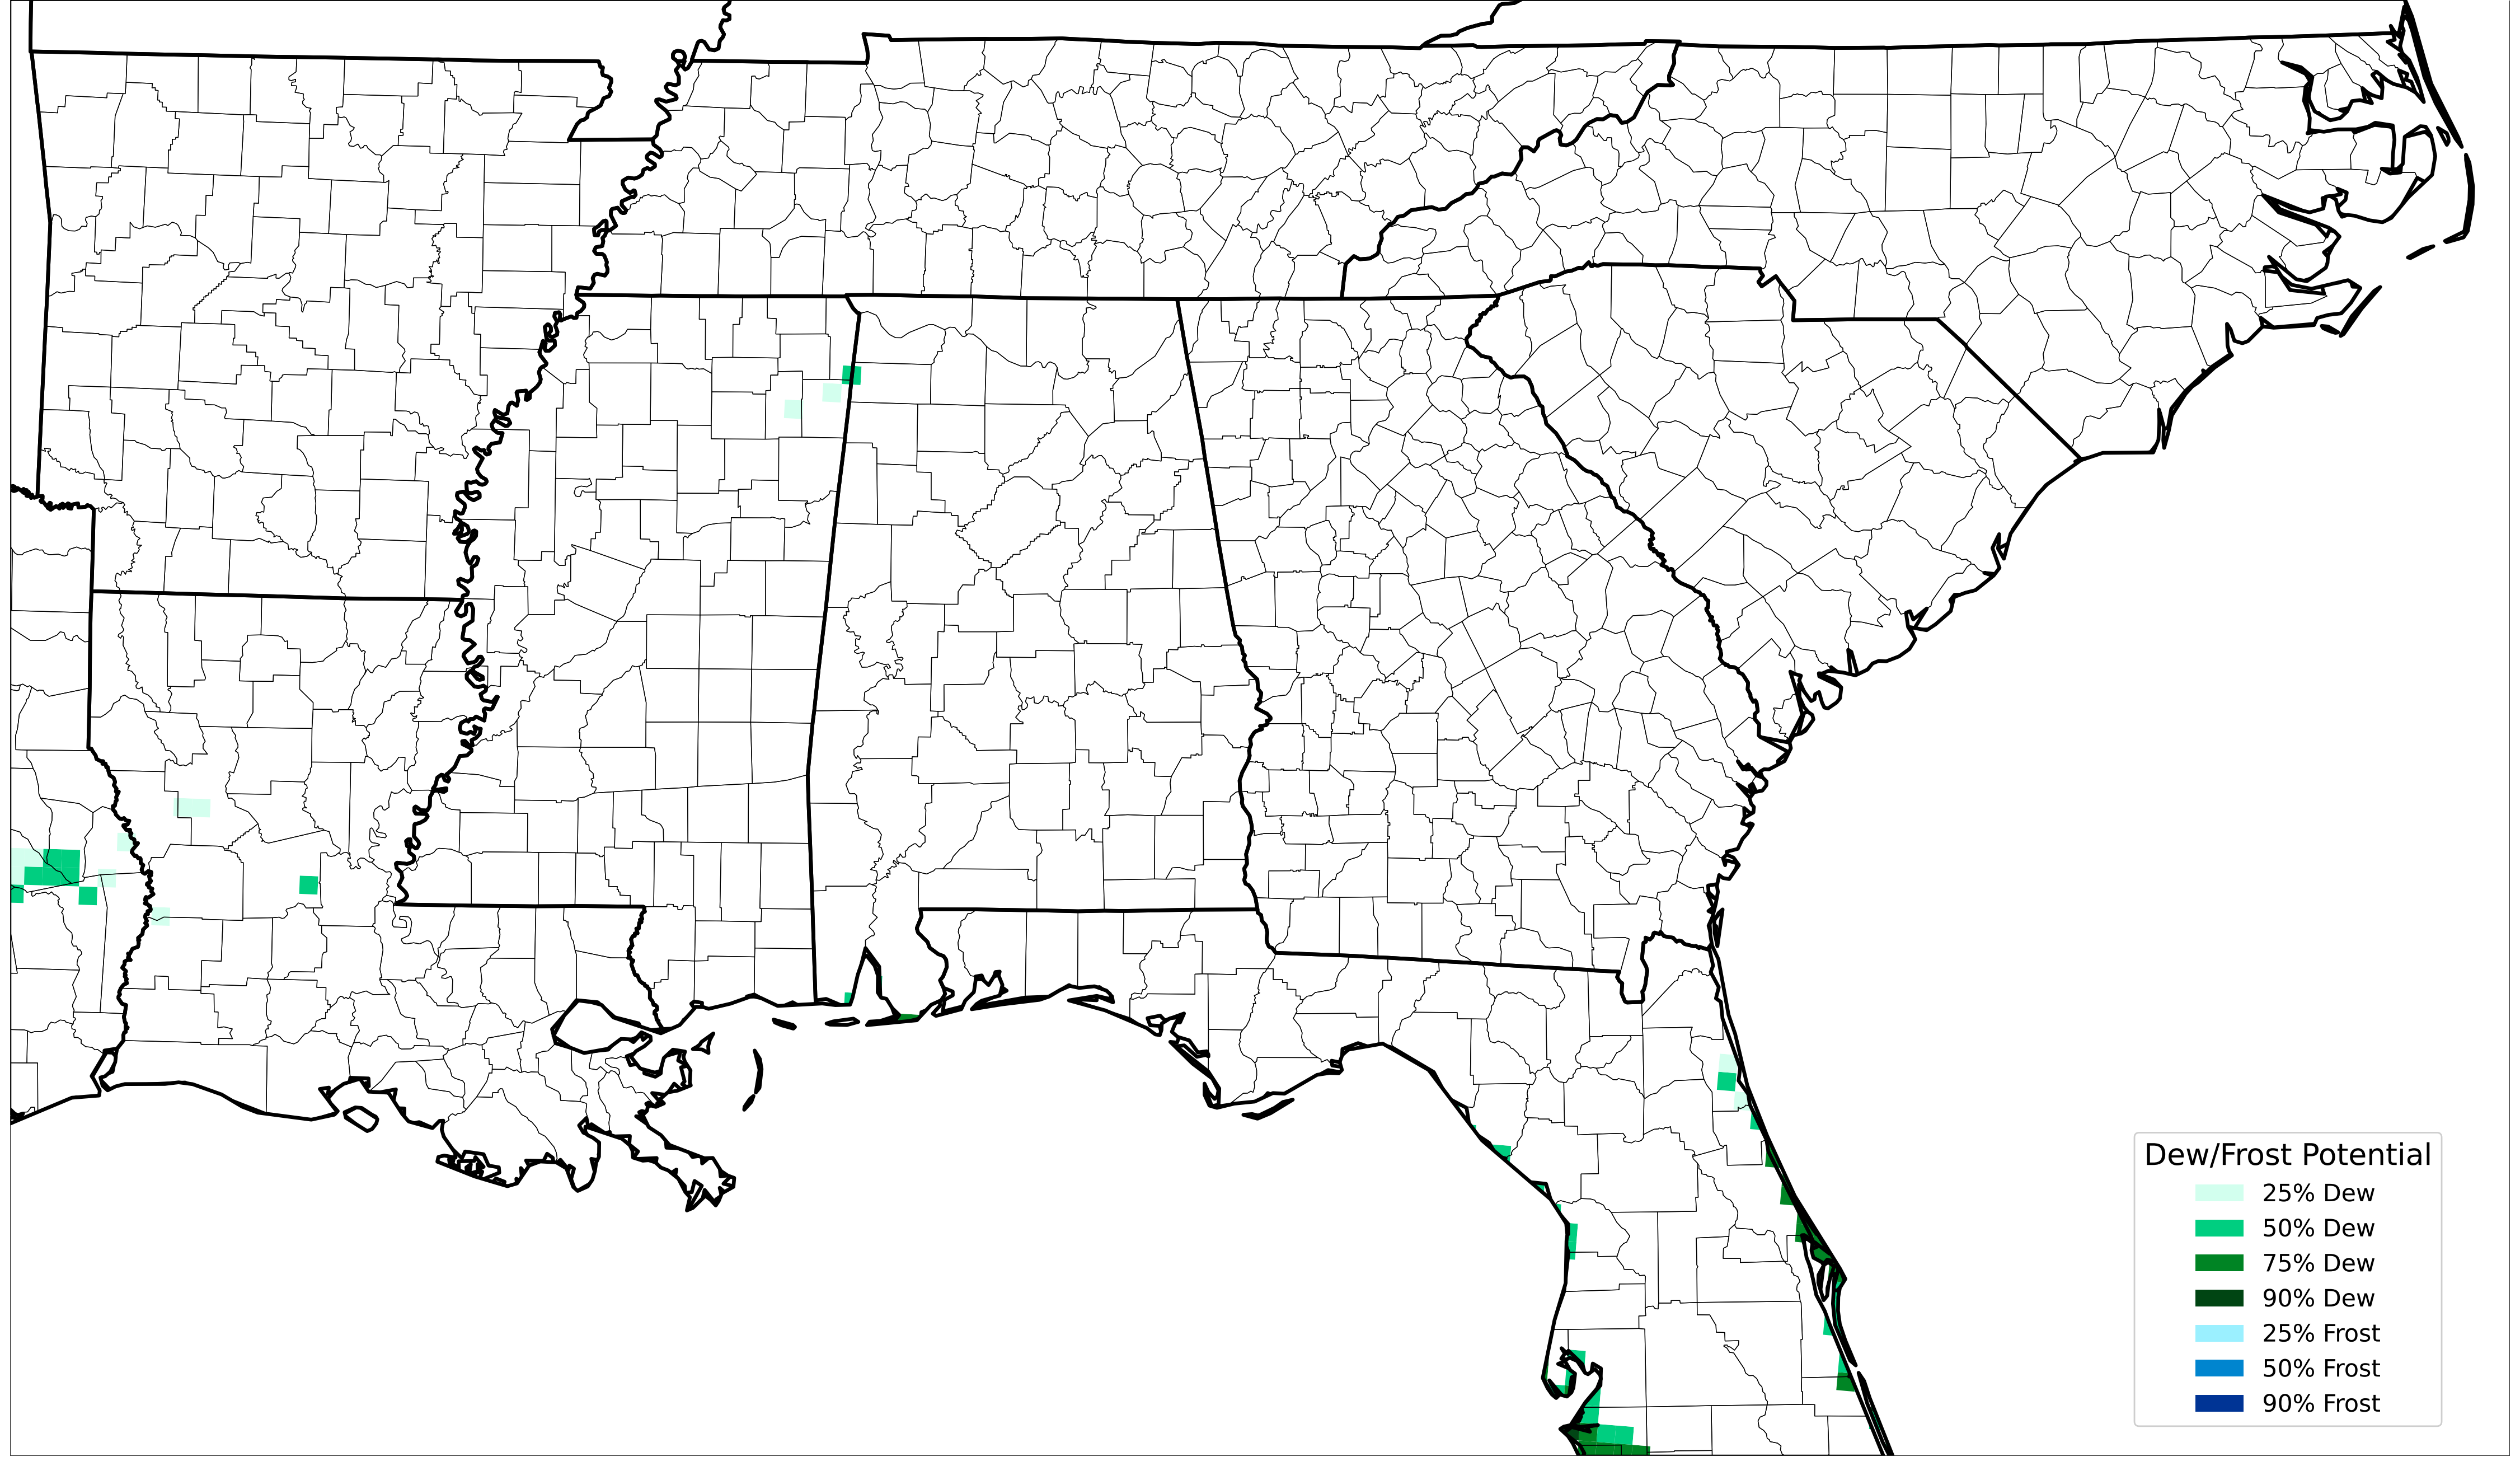 Dew/Frost Potential
25% Dew
50% Dew
75% Dew
90% Dew
25% Frost
50% Frost
90% Frost